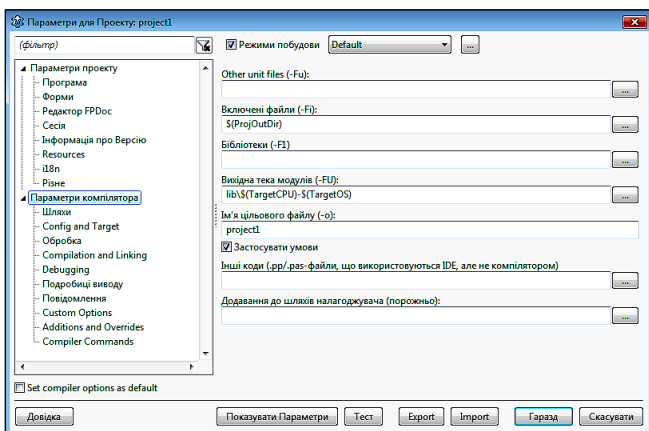 Параметри для Проекту: project1
(фільтр)
Режими побудови
Default
...
Параметри проекту
Програма
Форми
Редактор FPDoc
Сесія
Інформація про Версію
Resources
i18n
Різне
Параметри компілятора
Шляхи
Config and Target
Обробка
Compilation and Linking
Debugging
Подробиці виводу
Повідомлення
Custom Options
Additions and Overrides
Compiler Commands
Other unit files (-Fu):
...
Включені файли (-Fi):
$(ProjOutDir)
...
Бібліотеки (-Fl)
...
Вихідна тека модулів (-FU):
lib\$(TargetCPU)-$(TargetOS)
...
Ім'я цільового файлу (-o):
project1
Застосувати умови
Інші коди (.pp/.pas-файли, що використовуються IDE, але не компілятором)
...
Додавання до шляхів налагоджувача (порожньо):
...
Set compiler options as default
Довідка
Показувати Параметри
Тест
Export
Import
Гаразд
Скасувати